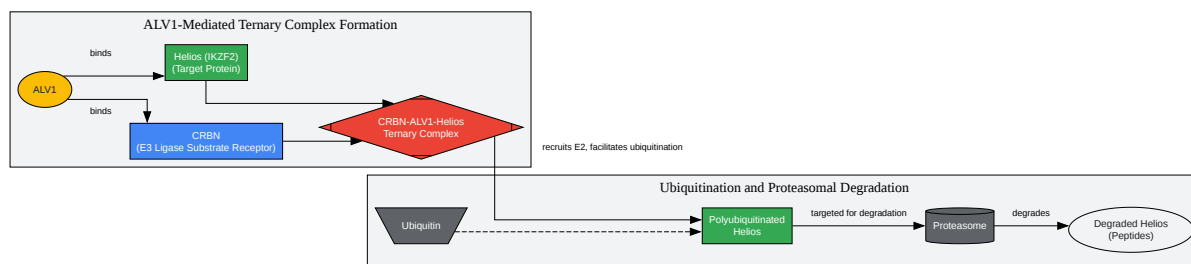 ALV1-Mediated Ternary Complex Formation
binds
Helios (IKZF2)
(Target Protein)
ALV1
binds
CRBN
(E3 Ligase Substrate Receptor)
CRBN-ALV1-Helios
Ternary Complex
recruits E2, facilitates ubiquitination
Ubiquitination and Proteasomal Degradation
Ubiquitin
Polyubiquitinated
Helios
targeted for degradation
Proteasome
degrades
Degraded Helios
(Peptides)